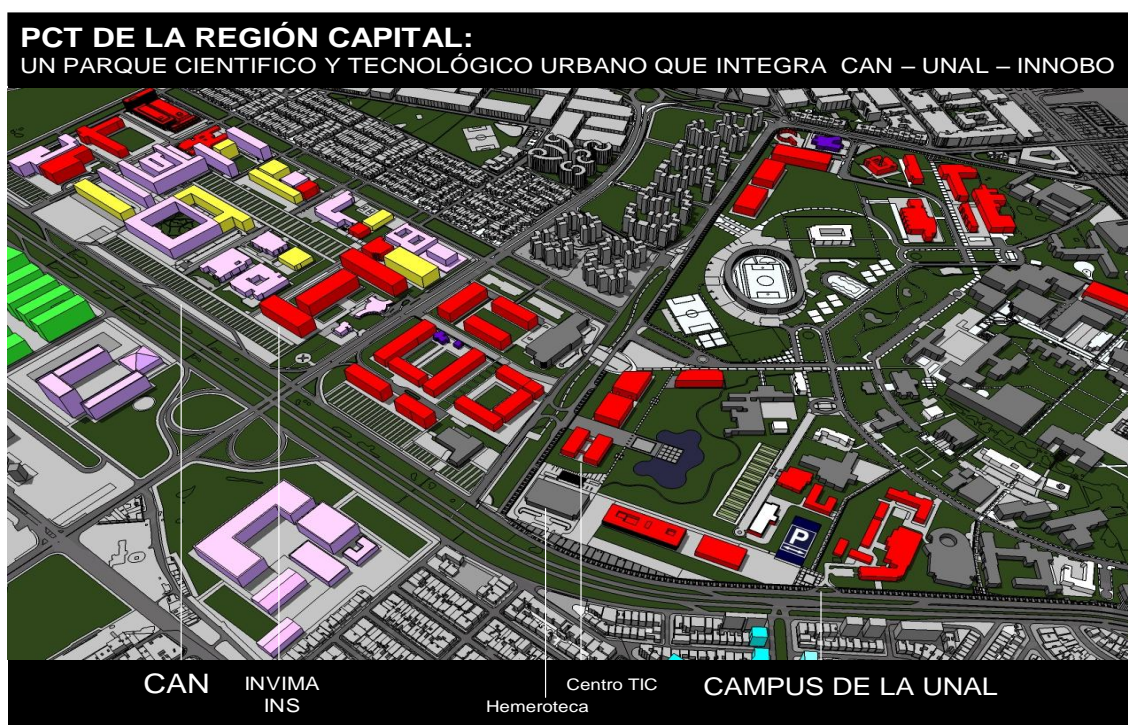 PCT DE LA REGIÓN CAPITAL:
UN PARQUE CIENTIFICO Y TECNOLÓGICO URBANO QUE INTEGRA CAN – UNAL – INNOBO
P
CAN
INVIMA
INS
Hemeroteca
Centro TIC
CAMPUS DE LA UNAL